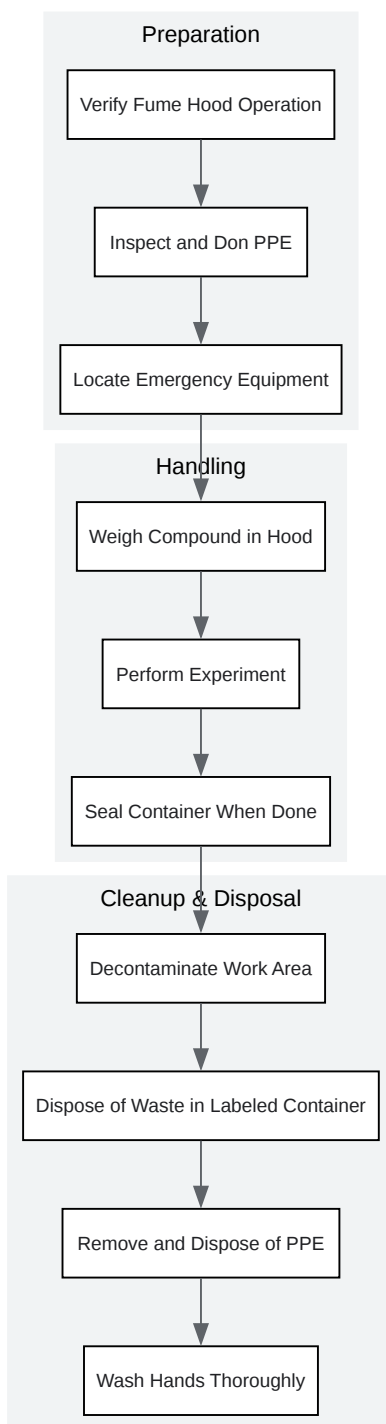 Preparation
Verify Fume Hood Operation
Inspect and Don PPE
Locate Emergency Equipment
Handling
Weigh Compound in Hood
Perform Experiment
Seal Container When Done
Cleanup & Disposal
Decontaminate Work Area
Dispose of Waste in Labeled Container
Remove and Dispose of PPE
Wash Hands Thoroughly